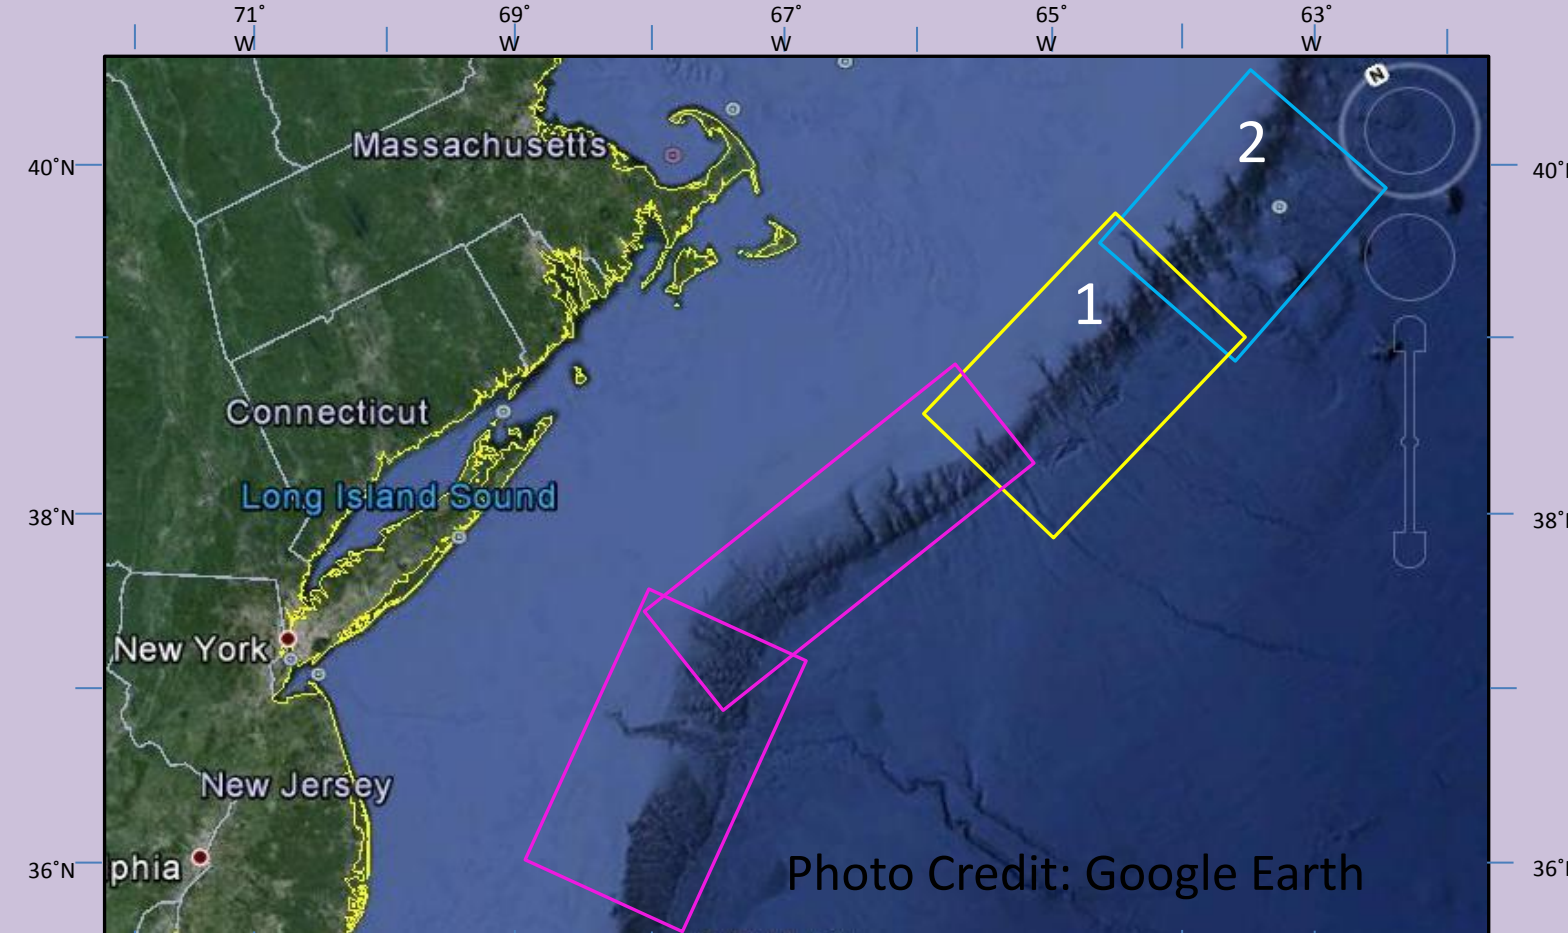 71˚ 69˚ 67˚ 65˚ 63˚
W W W W W
N
2
Massachusetts
40˚N 40˚N
1
Connecticut
Long Island Sound
38˚N 38˚N
New York
New Jersey
36˚N phia Photo Credit: Google Earth 36˚N